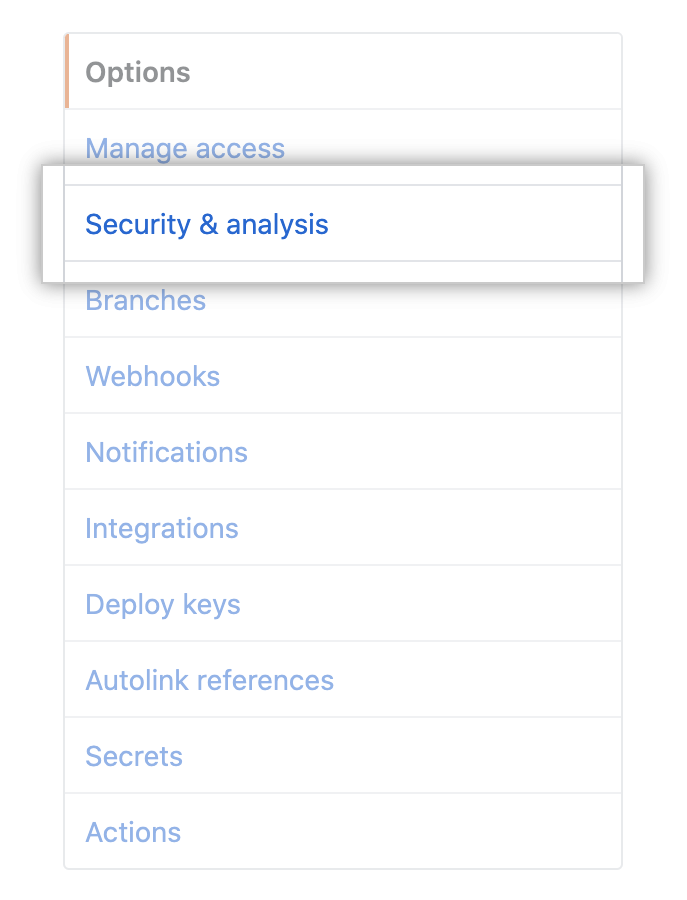 Options
Manage access
Security & analysis
Branches
Webhooks
Notifications
Integrations
Deploy keys
Autolink references
Secrets
Actions